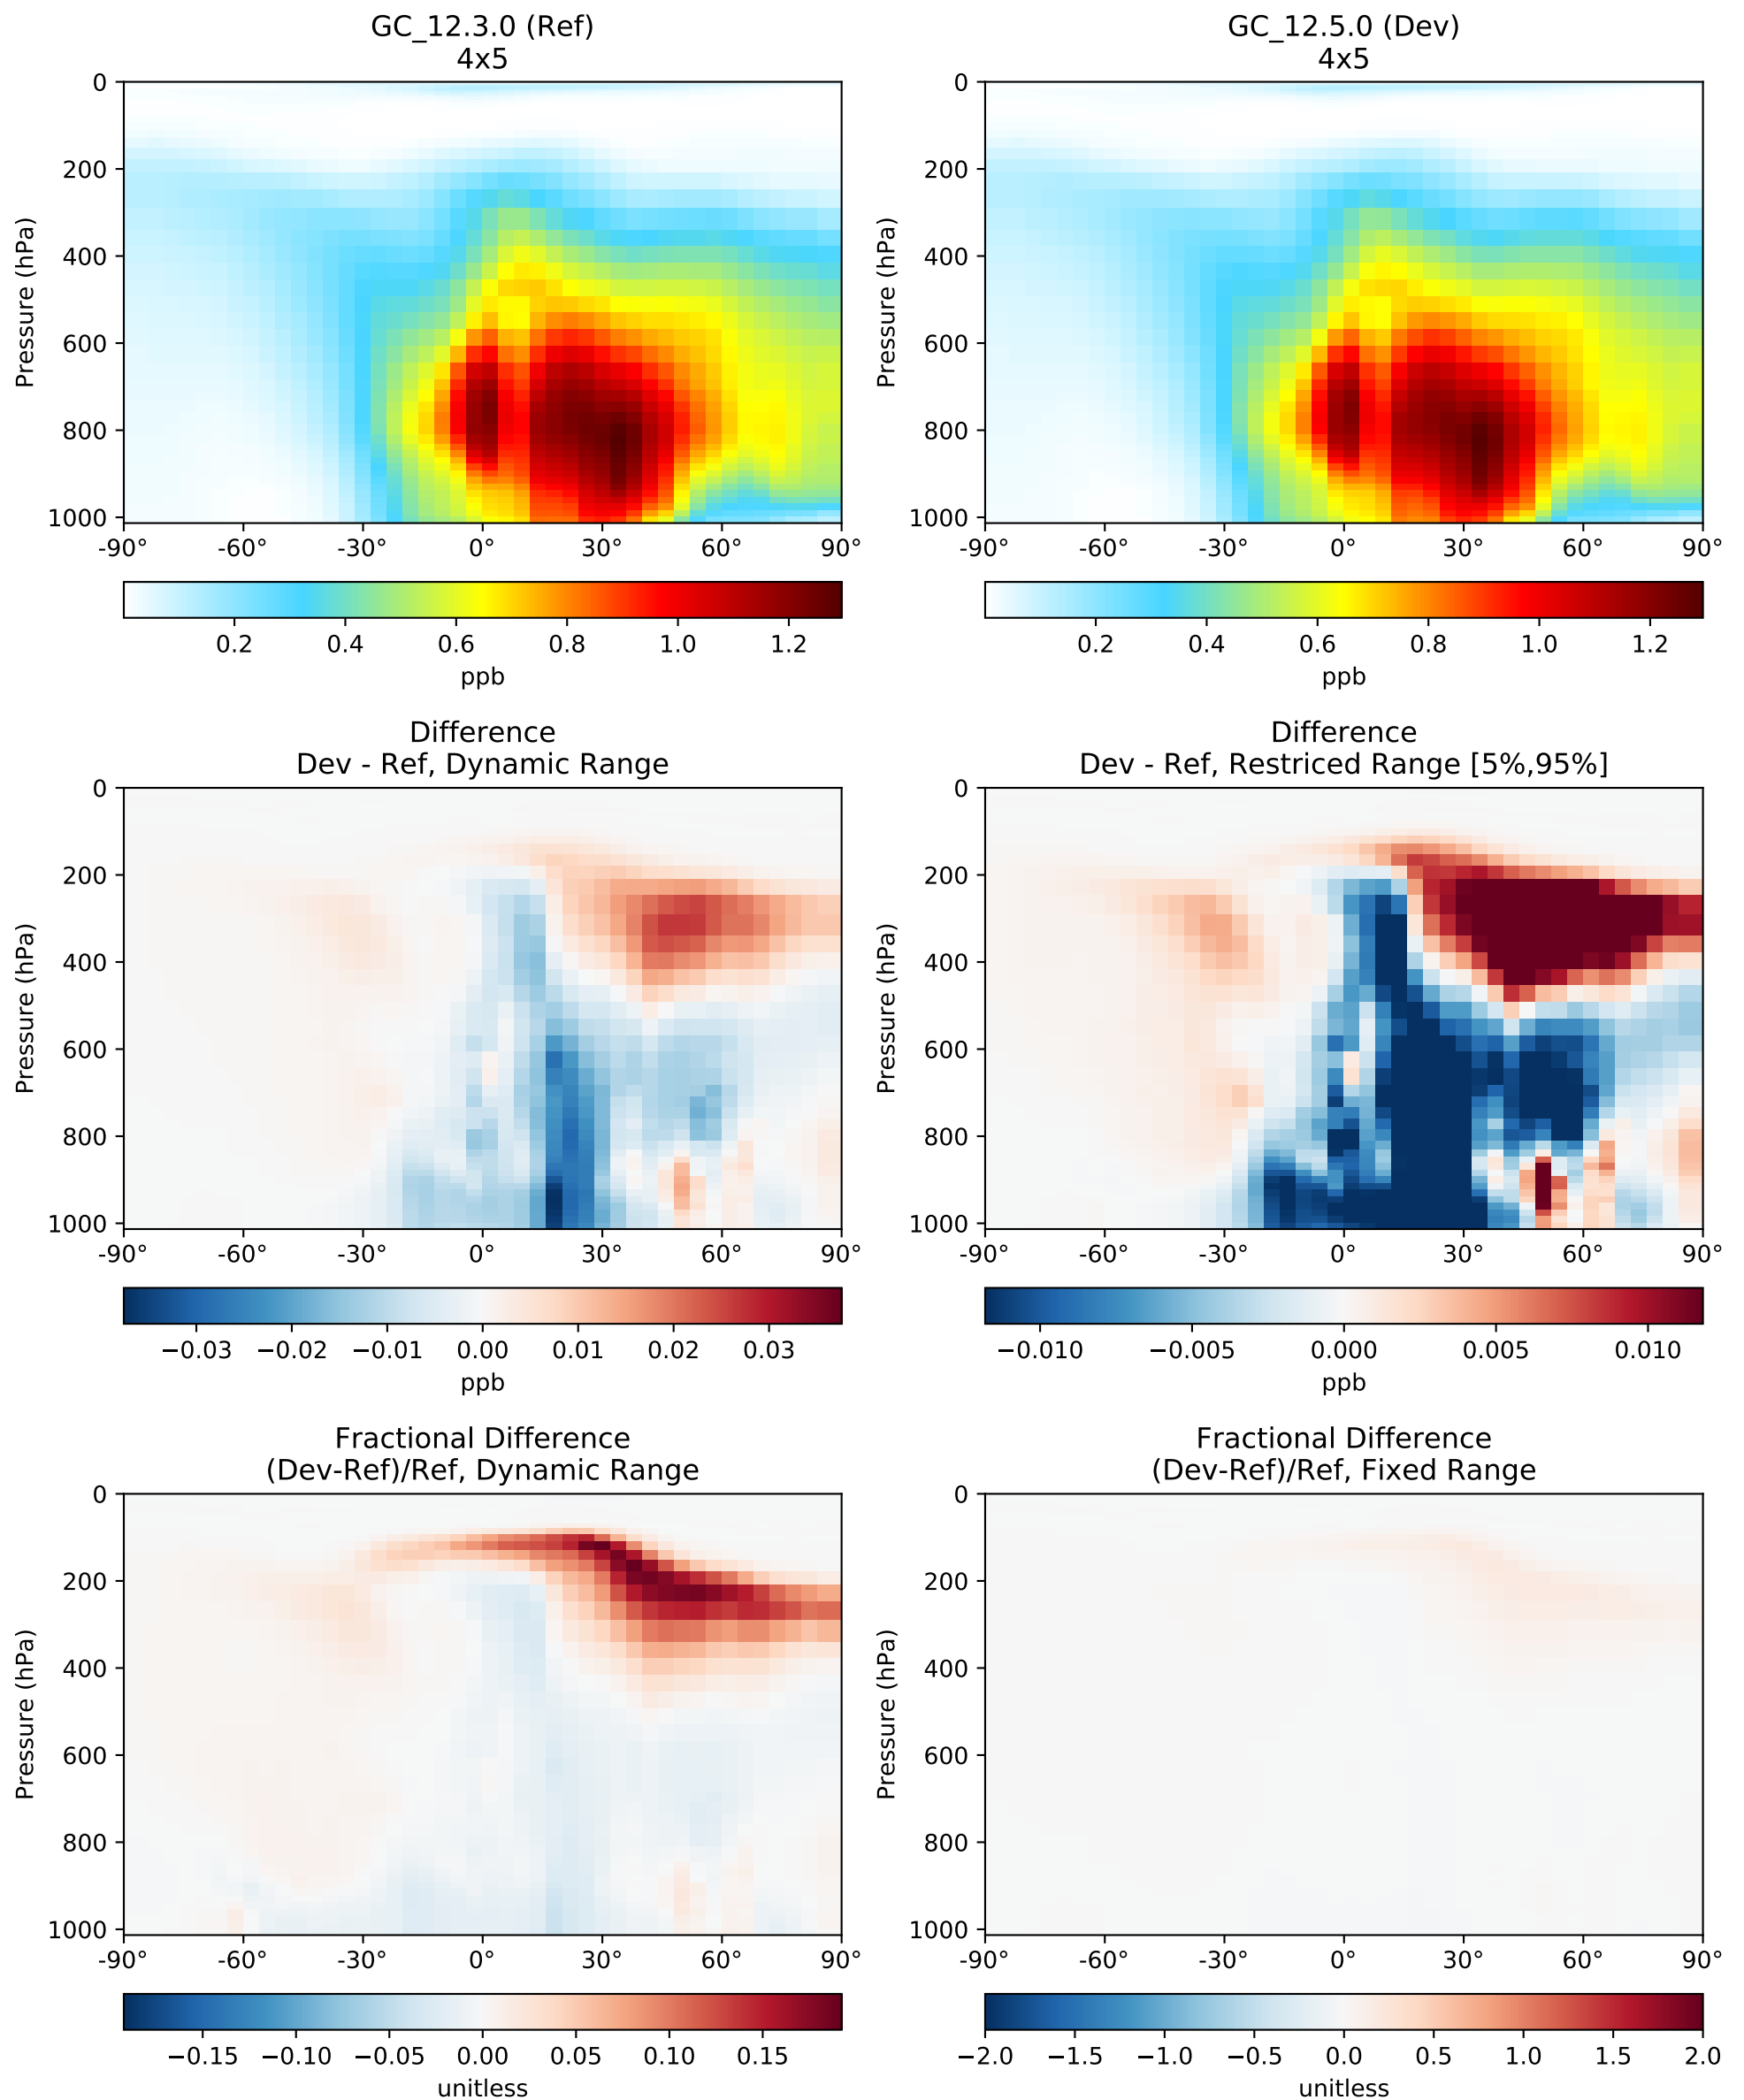 GC_12.3.0 (Ref)
4x5
GC_12.5.0 (Dev)
4x5
0
200
400
600
800
1000
Pressure (hPa)
-90° -60° -30° 0° 30° 60° 90°
0.2 0.4 0.6 0.8 1.0 1.2
ppb
0
200
400
600
800
1000
Pressure (hPa)
-90° -60° -30° 0° 30° 60° 90°
0.2 0.4 0.6 0.8 1.0 1.2
ppb
Difference
Dev - Ref, Dynamic Range
0
200
400
600
800
1000
Pressure (hPa)
-90° -60° -30° 0° 30° 60° 90°
−0.03 −0.02 −0.01 0.00 0.01 0.02 0.03
ppb
Difference
Dev - Ref, Restriced Range [5%,95%]
0
200
400
600
800
1000
Pressure (hPa)
-90° -60° -30° 0° 30° 60° 90°
−0.010 −0.005 0.000 0.005 0.010
ppb
Fractional Difference
(Dev-Ref)/Ref, Dynamic Range
0
200
400
600
800
1000
Pressure (hPa)
-90° -60° -30° 0° 30° 60° 90°
−0.15 −0.10 −0.05 0.00 0.05 0.10 0.15
unitless
Fractional Difference
(Dev-Ref)/Ref, Fixed Range
0
200
400
600
800
1000
Pressure (hPa)
-90° -60° -30° 0° 30° 60° 90°
−2.0 −1.5 −1.0 −0.5 0.0 0.5 1.0 1.5 2.0
unitless